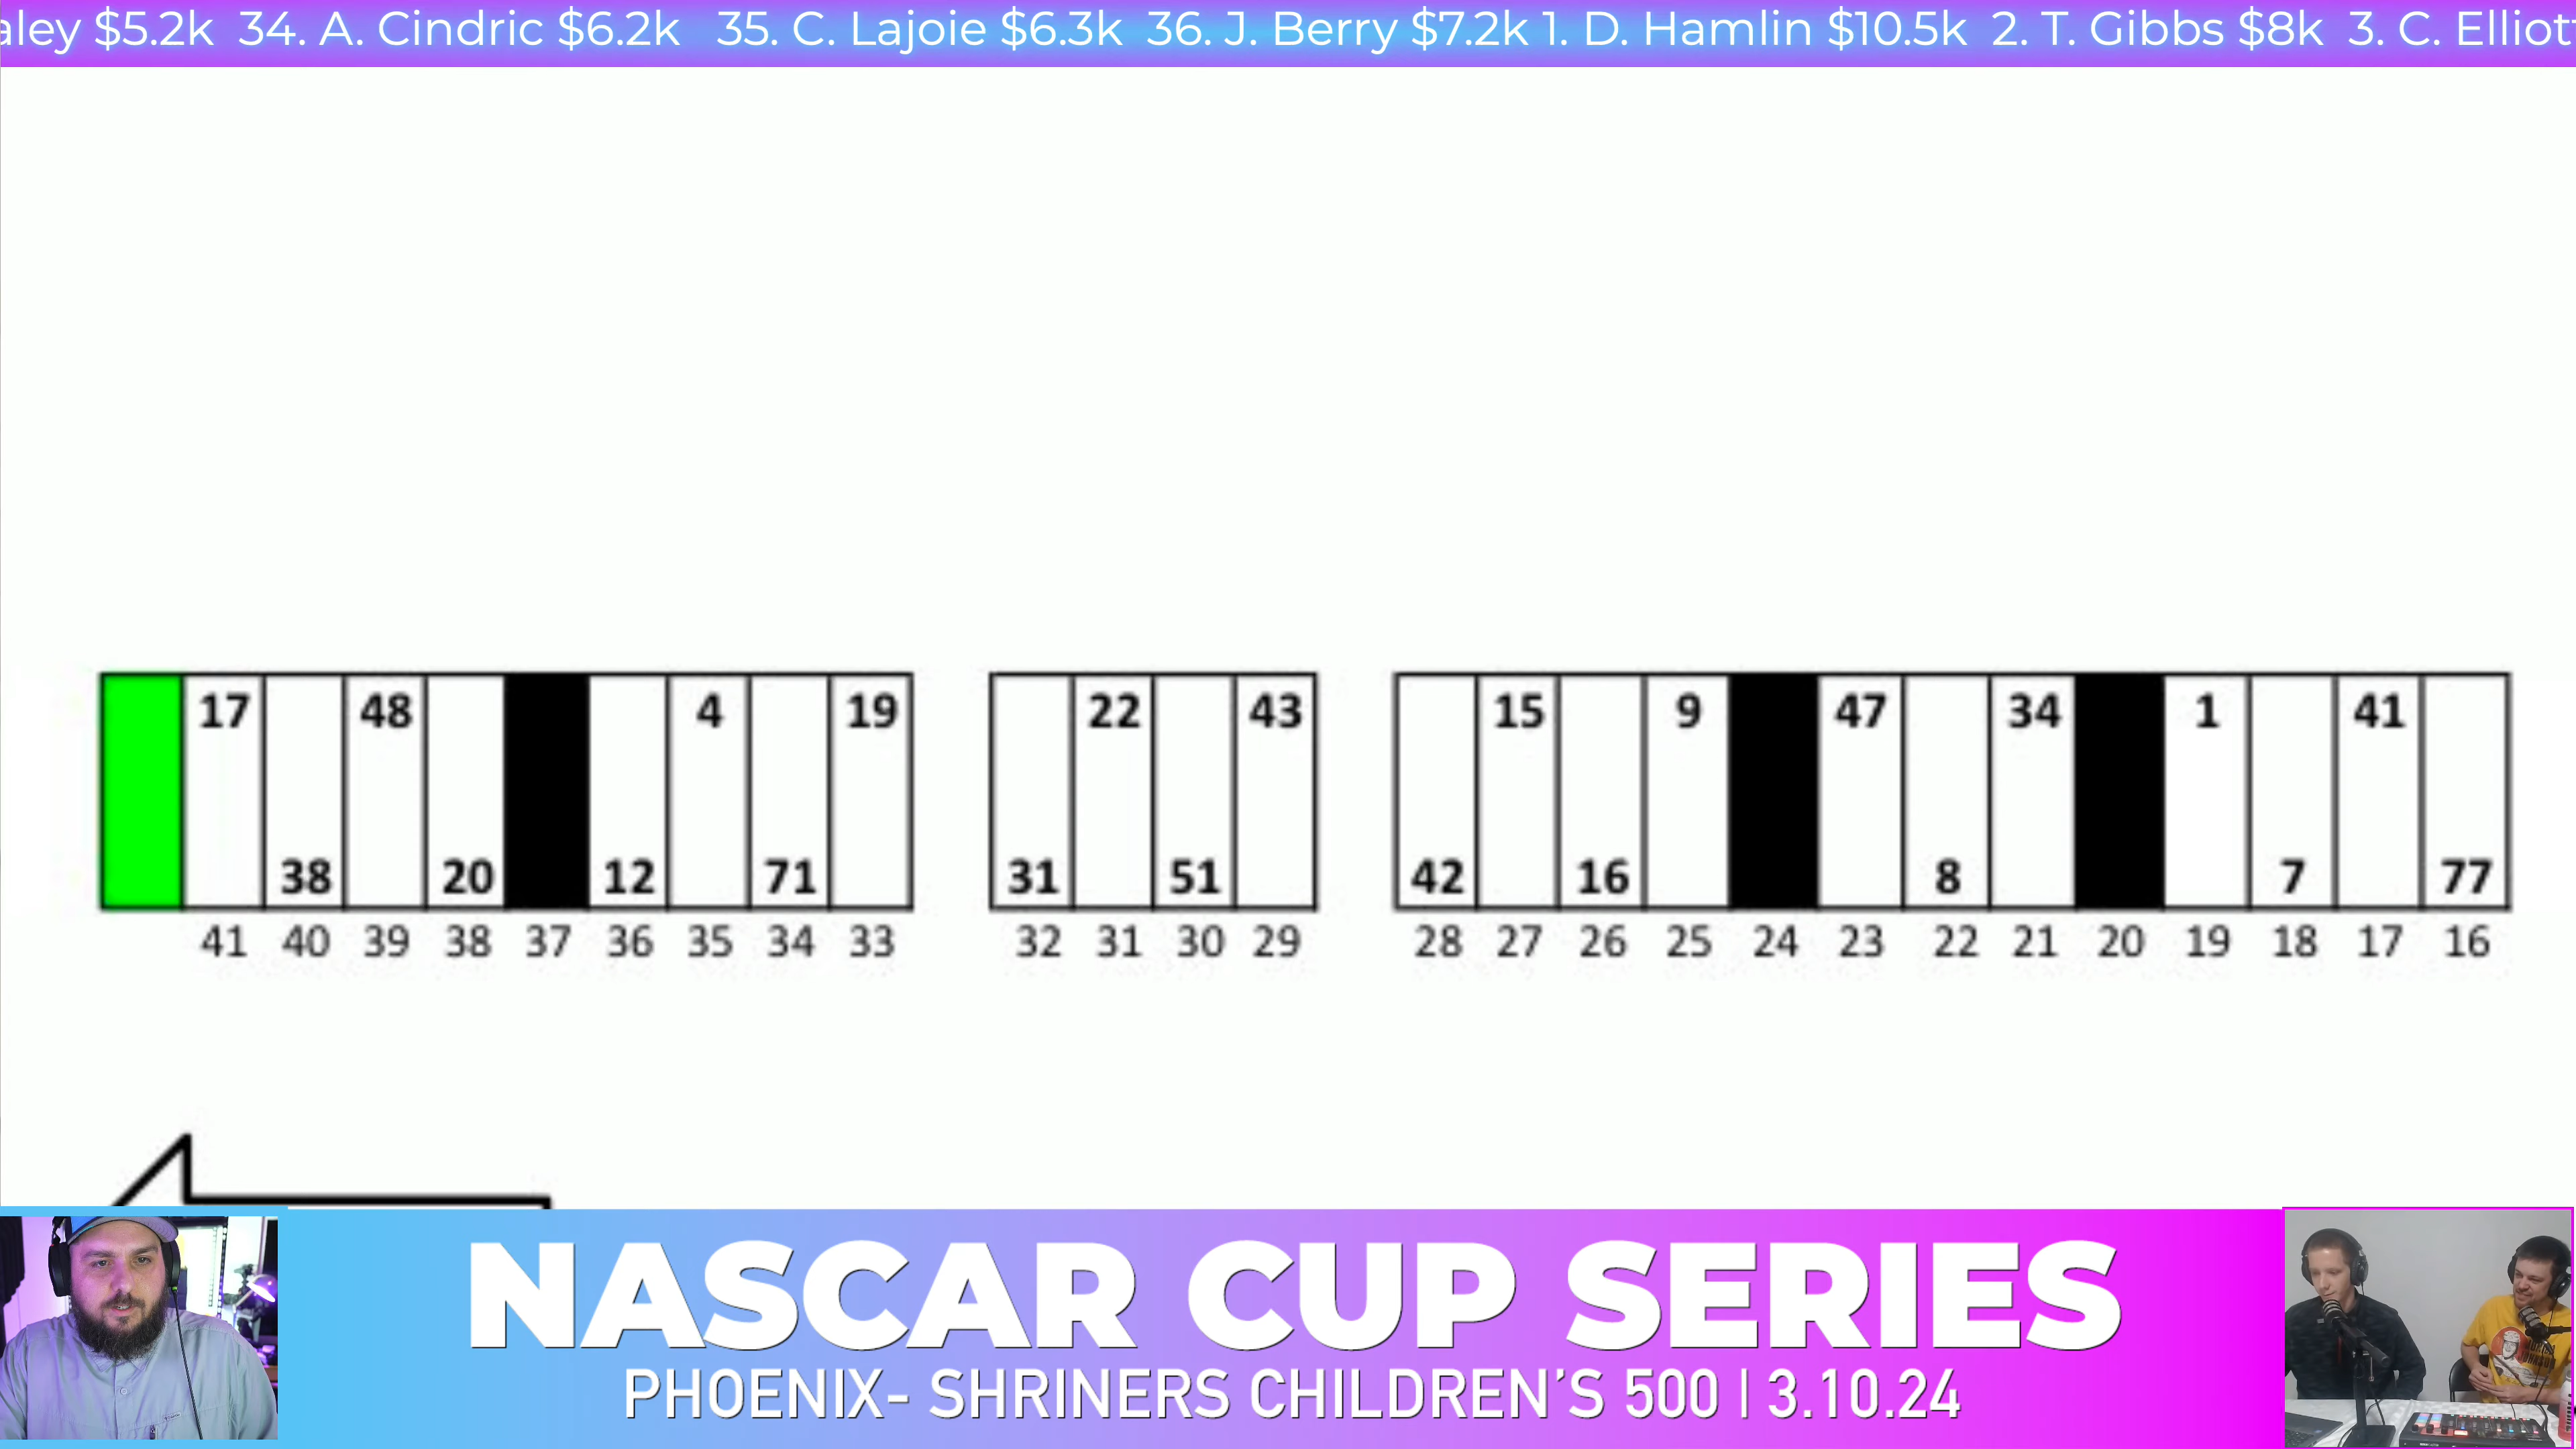 $5.2k 34. A. Cindric $6.2k 35. C. Lajoie $6.3k 36. J. Berry $7.2k 1. D. Hamlin $10.5k 2. T. Gibbs $8k 3. C. Elliot
17 48 4 19 22 43 15 9 47 34 1 41
38 20 12 71 31 51 42 16 8 7 77
41 40 39 38 37 36 35 34 33 32 31 30 29 28 27 26 25 24 23 22 21 20 19 18 17 16
NASCAR CUP SERIES
PHOENIX- SHRINERS CHILDREN'S 500 | 3.10.24